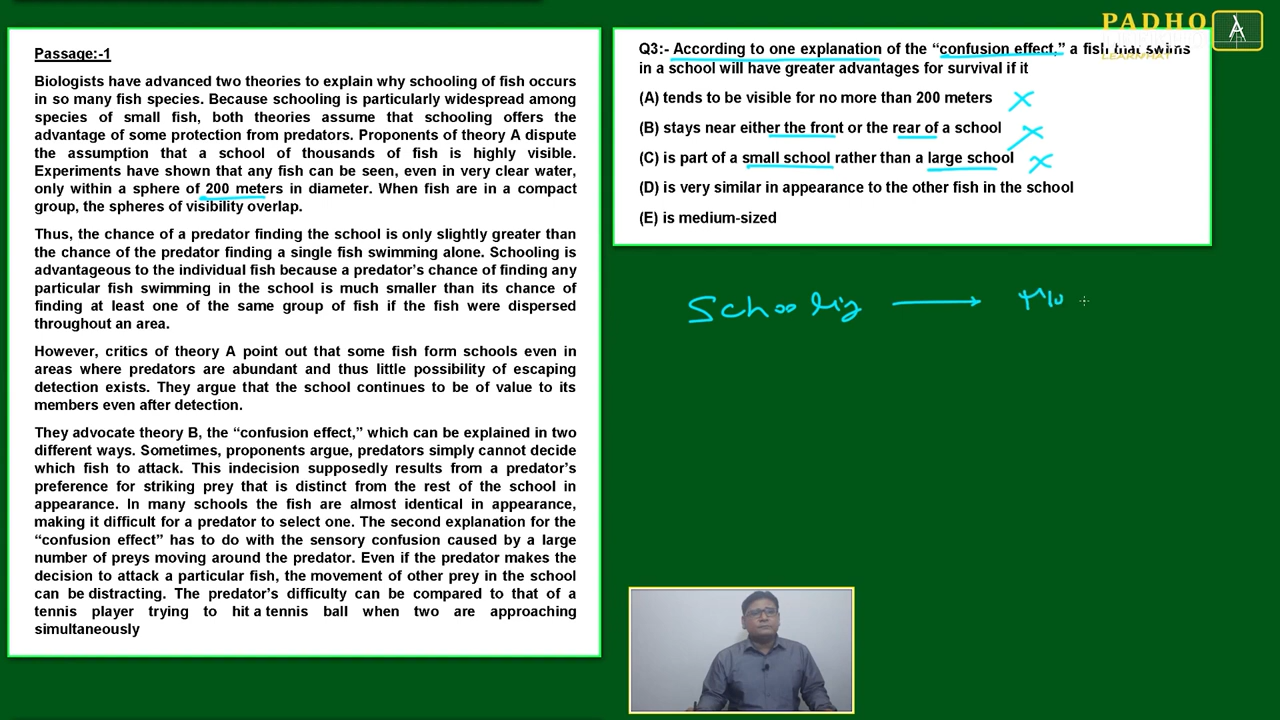 PADHO
LEARNHAT
Passage:-1
Biologists have advanced two theories to explain why schooling of fish occurs
in so many fish species. Because schooling is particularly widespread among
species of small fish, both theories assume that schooling offers the
advantage of some protection from predators. Proponents of theory A dispute
the assumption that a school of thousands of fish is highly visible.
Experiments have shown that any fish can be seen, even in very clear water,
only within a sphere of 200 meters in diameter. When fish are in a compact
group, the spheres of visibility overlap.
Thus, the chance of a predator finding the school is only slightly greater than
the chance of the predator finding a single fish swimming alone. Schooling is
advantageous to the individual fish because a predator's chance of finding any
particular fish swimming in the school is much smaller than its chance of
finding at least one of the same group of fish if the fish were dispersed
throughout an area.
However, critics of theory A point out that some fish form schools even in
areas where predators are abundant and thus little possibility of escaping
detection exists. They argue that the school continues to be of value to its
members even after detection.
They advocate theory B, the “confusion effect,” which can be explained in two
different ways. Sometimes, proponents argue, predators simply cannot decide
which fish to attack. This indecision supposedly results from a predator's
preference for striking prey that is distinct from the rest of the school in
appearance. In many schools the fish are almost identical in appearance,
making it difficult for a predator to select one. The second explanation for the
“confusion effect” has to do with the sensory confusion caused by a large
number of preys moving around the predator. Even if the predator makes the
decision to attack a particular fish, the movement of other prey in the school
can be distracting. The predator's difficulty can be compared to that of a
tennis player trying to hit a tennis ball when two are approaching
simultaneously
Q3:- According to one explanation of the “confusion effect,” a fish that swims
in a school will have greater advantages for survival if it
(A) tends to be visible for no more than 200 meters
(B) stays near either the front or the rear of a school
(C) is part of a small school rather than a large school
(D) is very similar in appearance to the other fish in the school
(E) is medium-sized
Schooling